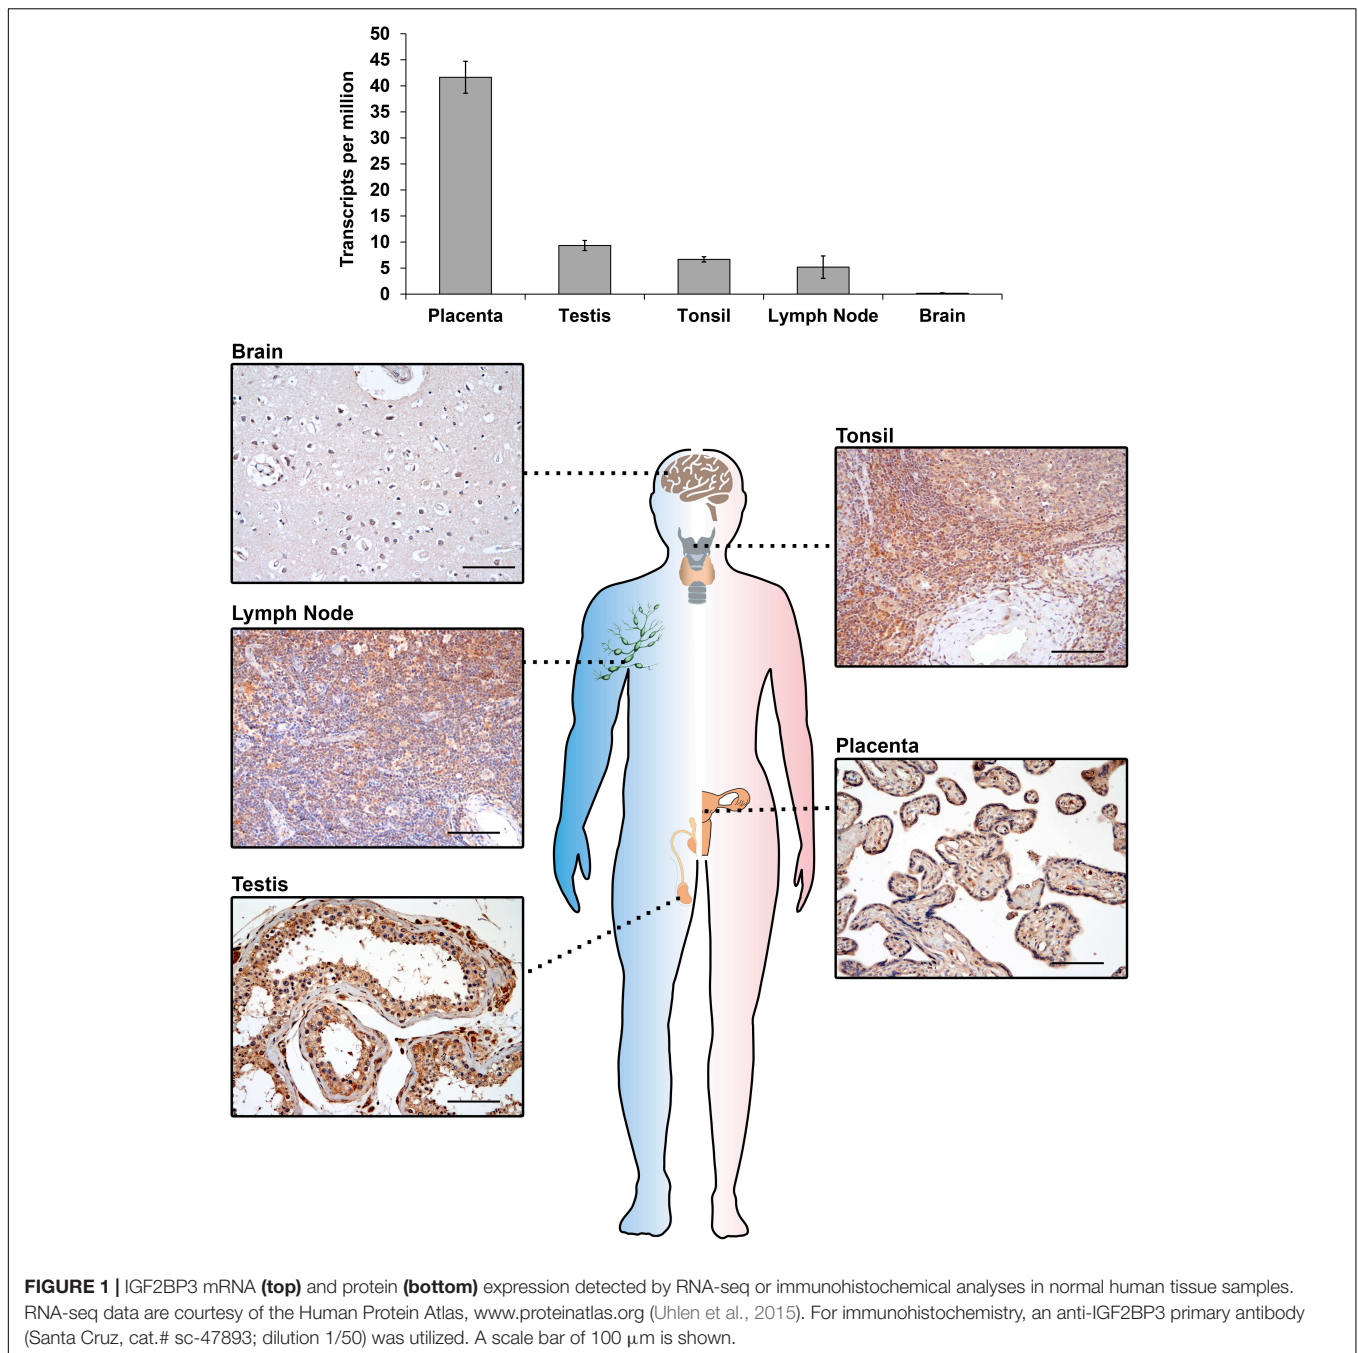 50
45
40
35
30
25
20
15
10
5
0
Transcripts per million
Placenta Testis Tonsil Lymph Node Brain
Brain
Tonsil
Lymph Node
Placenta
Testis
FIGURE 1 | IGF2BP3 mRNA (top) and protein (bottom) expression detected by RNA-seq or immunohistochemical analyses in normal human tissue samples.
RNA-seq data are courtesy of the Human Protein Atlas, www.proteinatlas.org (Uhlen et al., 2015). For immunohistochemistry, an anti-IGF2BP3 primary antibody
(Santa Cruz, cat.# sc-47893; dilution 1/50) was utilized. A scale bar of 100 μm is shown.